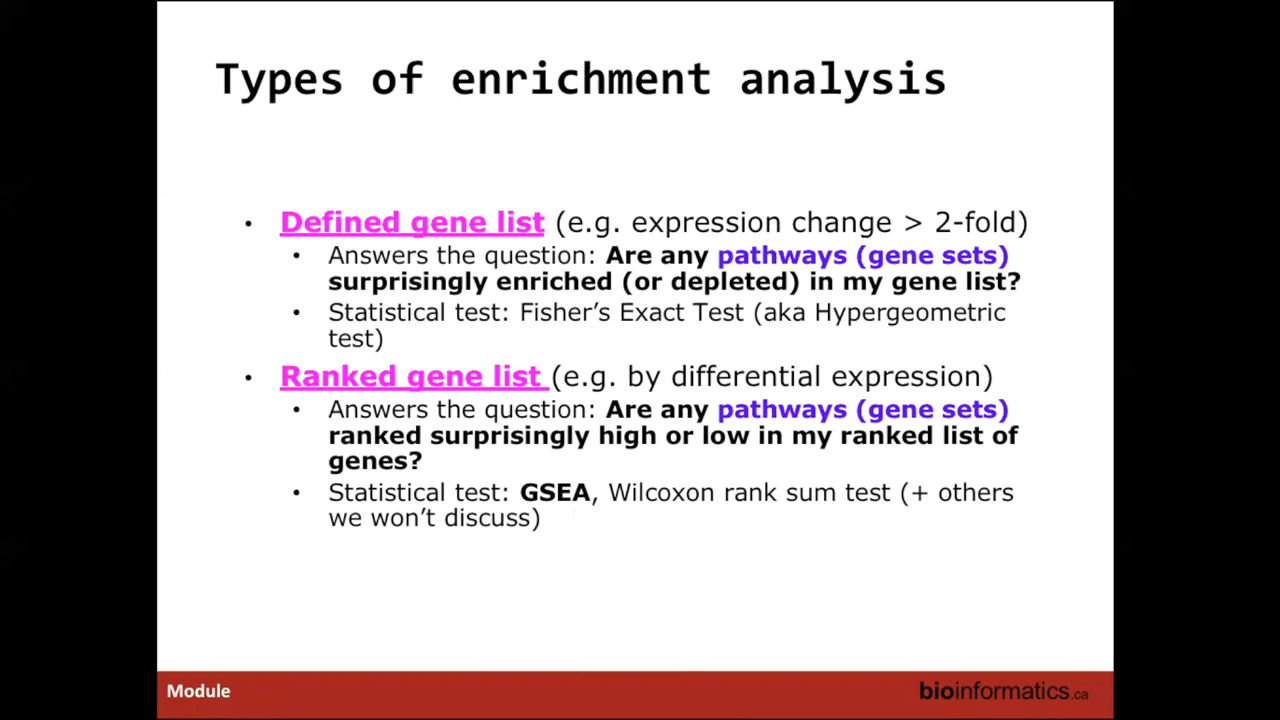 Types of enrichment analysis
• Defined gene list (e.g. expression change > 2-fold)
• Answers the question: Are any pathways (gene sets)
surprisingly enriched (or depleted) in my gene list?
• Statistical test: Fisher’s Exact Test (aka Hypergeometric
test)
• Ranked gene list (e.g. by differential expression)
• Answers the question: Are any pathways (gene sets)
ranked surprisingly high or low in my ranked list of
genes?
• Statistical test: GSEA, Wilcoxon rank sum test (+ others
we won’t discuss)
Module
bioinformatics.ca